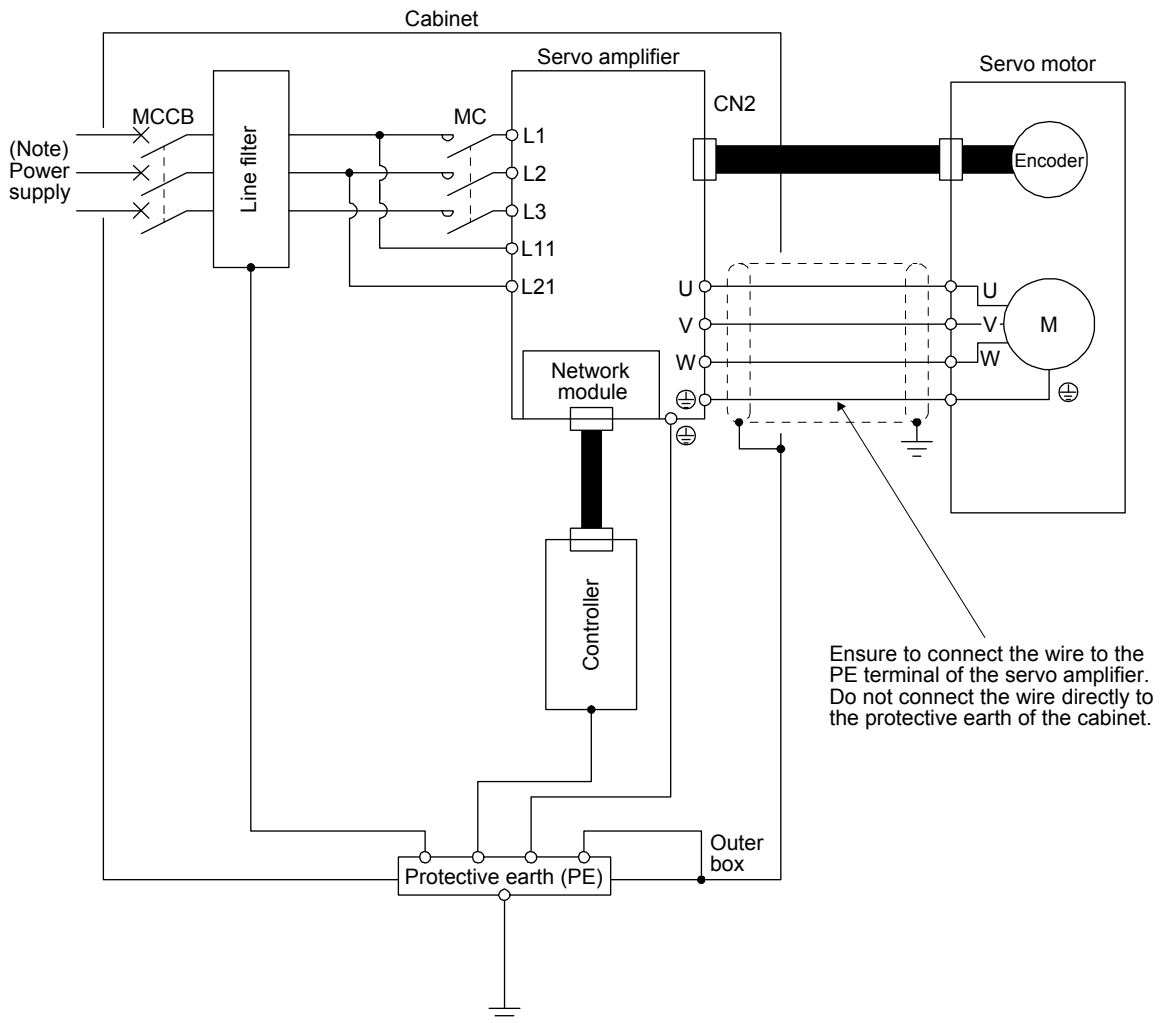 Cabinet
Servo amplifier
Servo motor
MCCB
Line filter
MC
CN2
(Note)
Power
supply
L1
L2
L3
L11
L21
Encoder
U
V
W
U
V
W
M
Network
module
Controller
Ensure to connect the wire to the
PE terminal of the servo amplifier.
Do not connect the wire directly to
the protective earth of the cabinet.
Outer
box
Protective earth (PE)